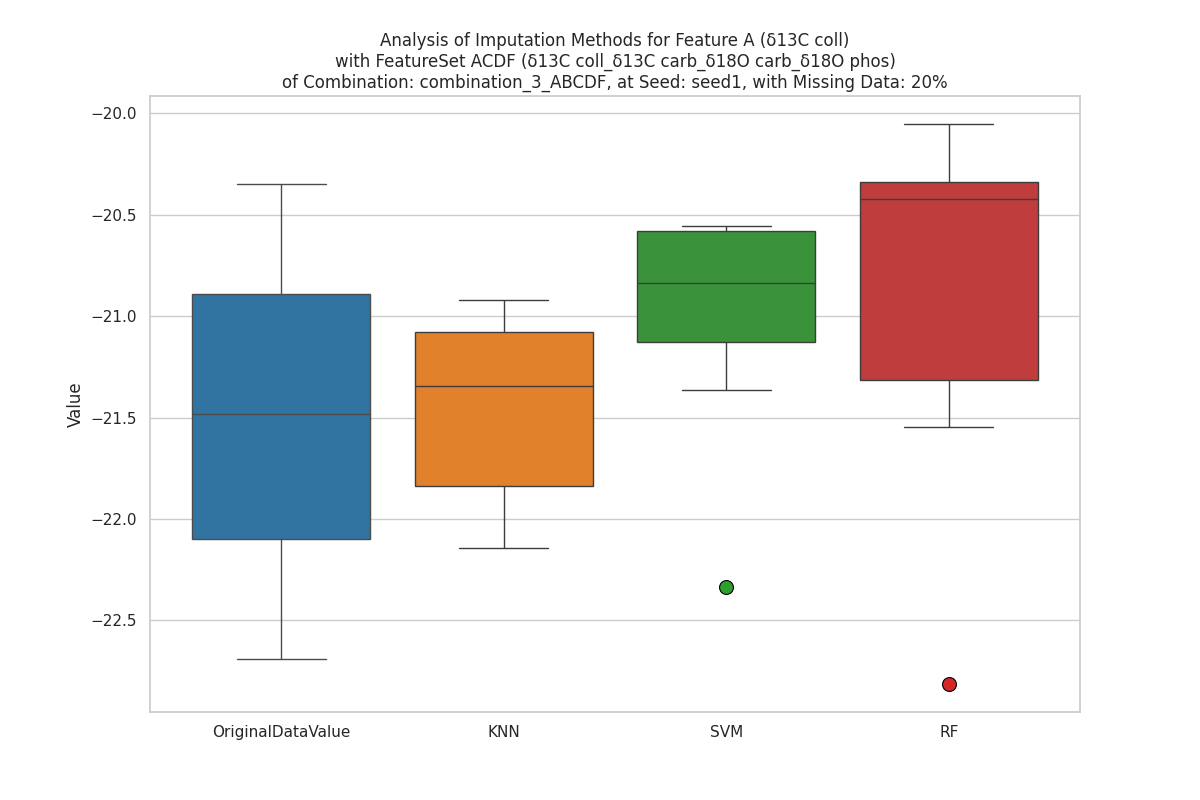 Analysis of Imputation Methods for Feature A (δ13C coll)
with FeatureSet ACDF (δ13C coll_δ13C carb_δ18O carb_δ18O phos)
of Combination: combination_3_ABCDF, at Seed: seed1, with Missing Data: 20%
−20.0
−20.5
−21.0
−21.5
−22.0
−22.5
Value
OriginalDataValue
KNN
SVM
RF